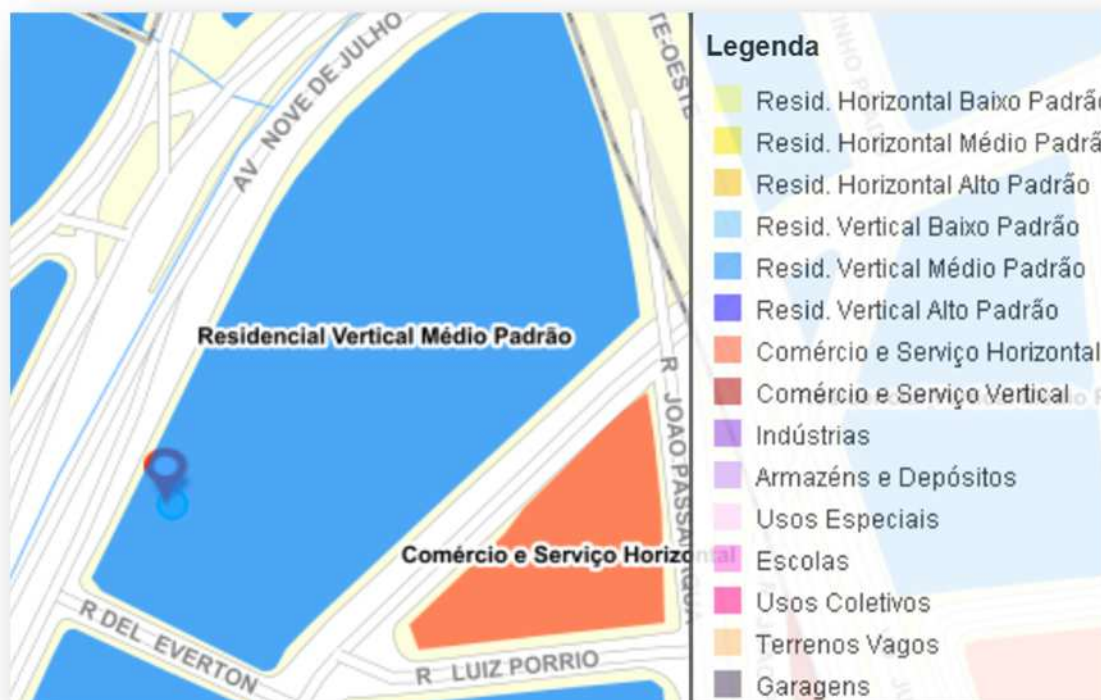 AV NOVE DE JULHO
TE-OESTE
Residencial Vertical Médio Padrão
R JOAO PASSALAQUA
Comércio e Serviço Horizontal
R DEL EVERTON
R LUIZ PORRIO
Legenda
Resid. Horizontal Baixo Padrão
Resid. Horizontal Médio Padrã
Resid. Horizontal Alto Padrão
Resid. Vertical Baixo Padrão
Resid. Vertical Médio Padrão
Resid. Vertical Alto Padrão
Comércio e Serviço Horizontal
Comércio e Serviço Vertical
Indústrias
Armazéns e Depósitos
Usos Especiais
Escolas
Usos Coletivos
Terrenos Vagos
Garagens